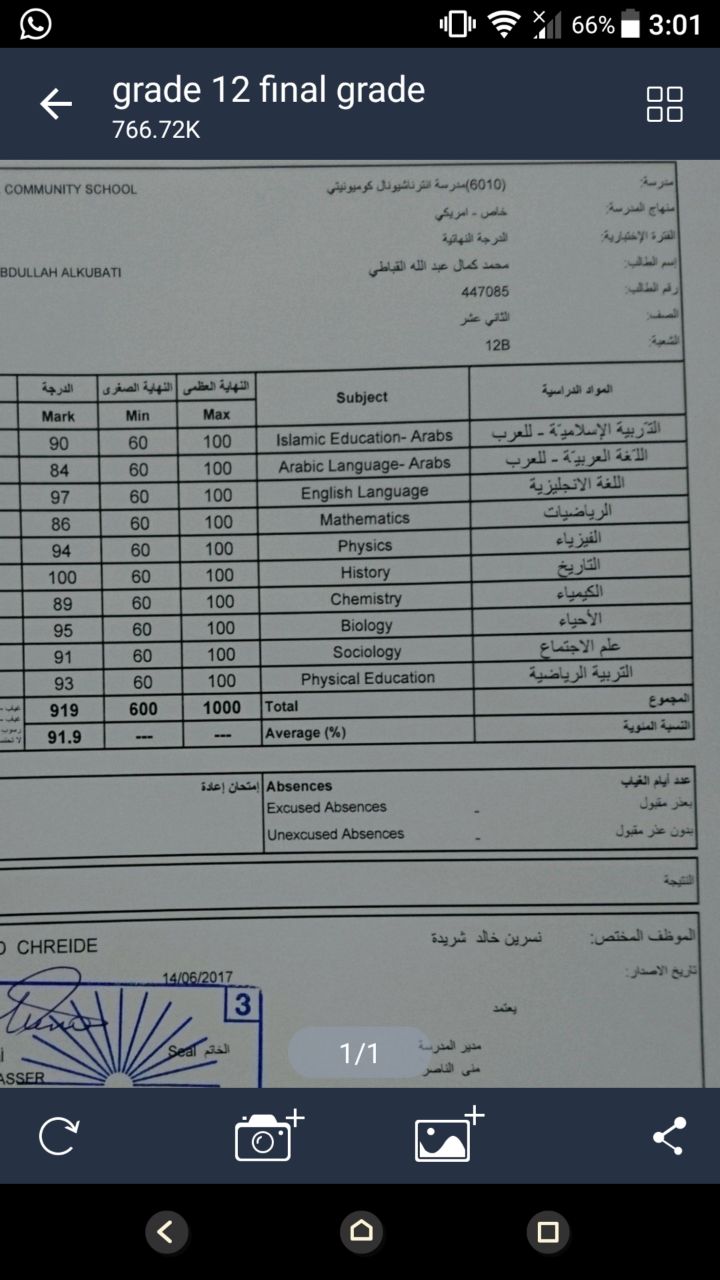 66% 3:01
grade 12 final grade
766.72K
COMMUNITY SCHOOL مدرسة: (6010)مدرسة انترناشيونال كوميونيتي
منهاج المدرسة: خاص - امريكي
الفترة الإختبارية: الدرجة النهائية
BDULLAH ALKUBATI إسم الطالب: محمد كمال عبد الله القباطي
رقم الطالب: 447085
الصف: الثاني عشر
الشعبة: 12B
الدرجة النهاية الصغرى النهاية العظمى Subject المواد الدراسية
Mark Min Max
90 60 100 Islamic Education- Arabs التّربية الإسلاميّة - للعرب
84 60 100 Arabic Language- Arabs اللّغة العربيّة - للعرب
97 60 100 English Language اللغة الانجليزية
86 60 100 Mathematics الرياضيات
94 60 100 Physics الفيزياء
100 60 100 History التاريخ
89 60 100 Chemistry الكيمياء
95 60 100 Biology الأحياء
91 60 100 Sociology علم الاجتماع
93 60 100 Physical Education التربية الرياضية
919 600 1000 Total المجموع
91.9 --- --- Average (%) النسبة المئوية
إمتحان إعادة Absences عدد أيام الغياب
Excused Absences - بعذر مقبول
Unexcused Absences - بدون عذر مقبول
النتيجة
CHREIDE الموظف المختص: نسرين خالد شريدة
14/06/2017 تاريخ الاصدار:
3
يعتمد
Seal الخاتم
مدير المدرسة
ASSER منى الناصر
1/1